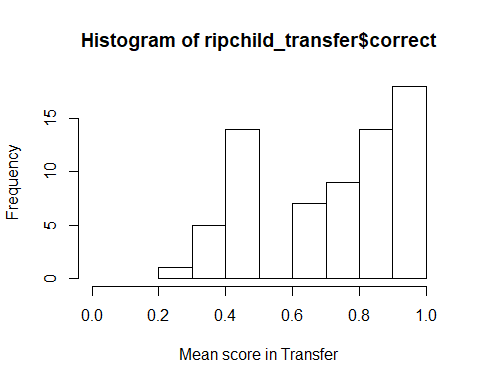 Histogram of ripchild_transfer$correct
Frequency
15
10
5
0
0.0 0.2 0.4 0.6 0.8 1.0
Mean score in Transfer